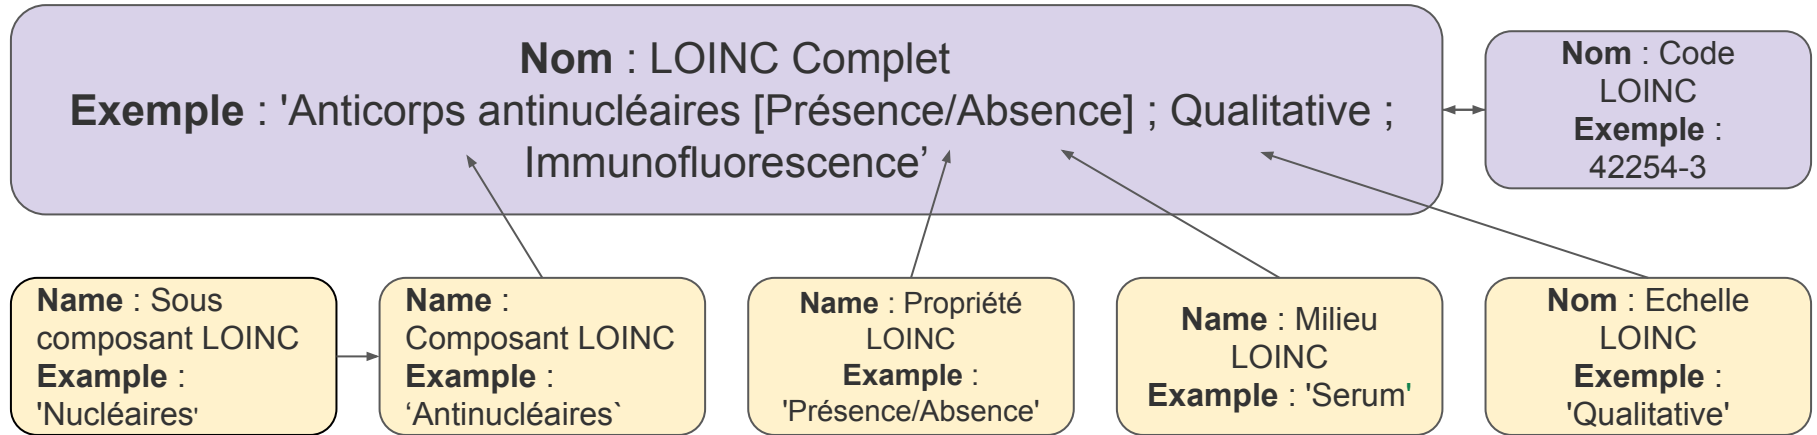 Nom : LOINC Complet
Exemple : 'Anticorps antinucléaires [Présence/Absence] ; Qualitative ;
Immunofluorescence’
Nom : Code
LOINC
Exemple :
42254-3
Name : Sous
composant LOINC
Example :
'Nucléaires'
Name :
Composant LOINC
Example :
‘Antinucléaires`
Name : Propriété
LOINC
Example :
'Présence/Absence'
Name : Milieu
LOINC
Example : 'Serum'
Nom : Echelle
LOINC
Exemple :
'Qualitative'